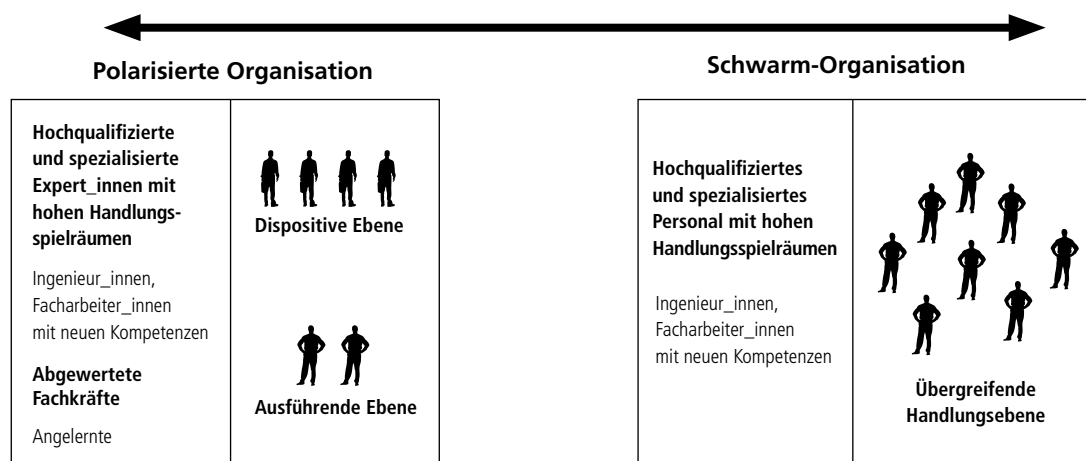 Polarisierte Organisation
Hochqualifizierte
und spezialisierte
Expert_innen mit
hohen Handlungs-
spielräumen
Ingenieur_innen,
Facharbeiter_innen
mit neuen Kompetenzen
Abgewertete
Fachkräfte
Angelernte
Dispositive Ebene
Ausführende Ebene
Schwarm-Organisation
Hochqualifiziertes
und spezialisiertes
Personal mit hohen
Handlungsspielräumen
Ingenieur_innen,
Facharbeiter_innen
mit neuen Kompetenzen
Übergreifende
Handlungsebene